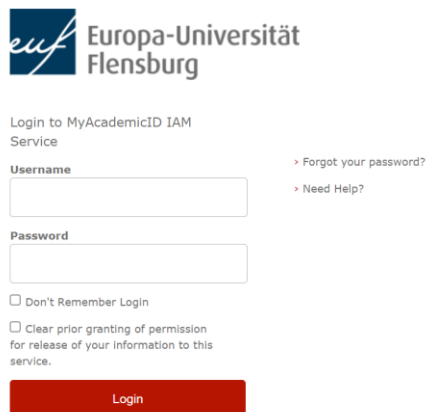 euf Europa-Universität
Flensburg
Login to MyAcademicID IAM
Service
Username
Password
Don't Remember Login
Clear prior granting of permission
for release of your information to this
service.
Login
> Forgot your password?
> Need Help?